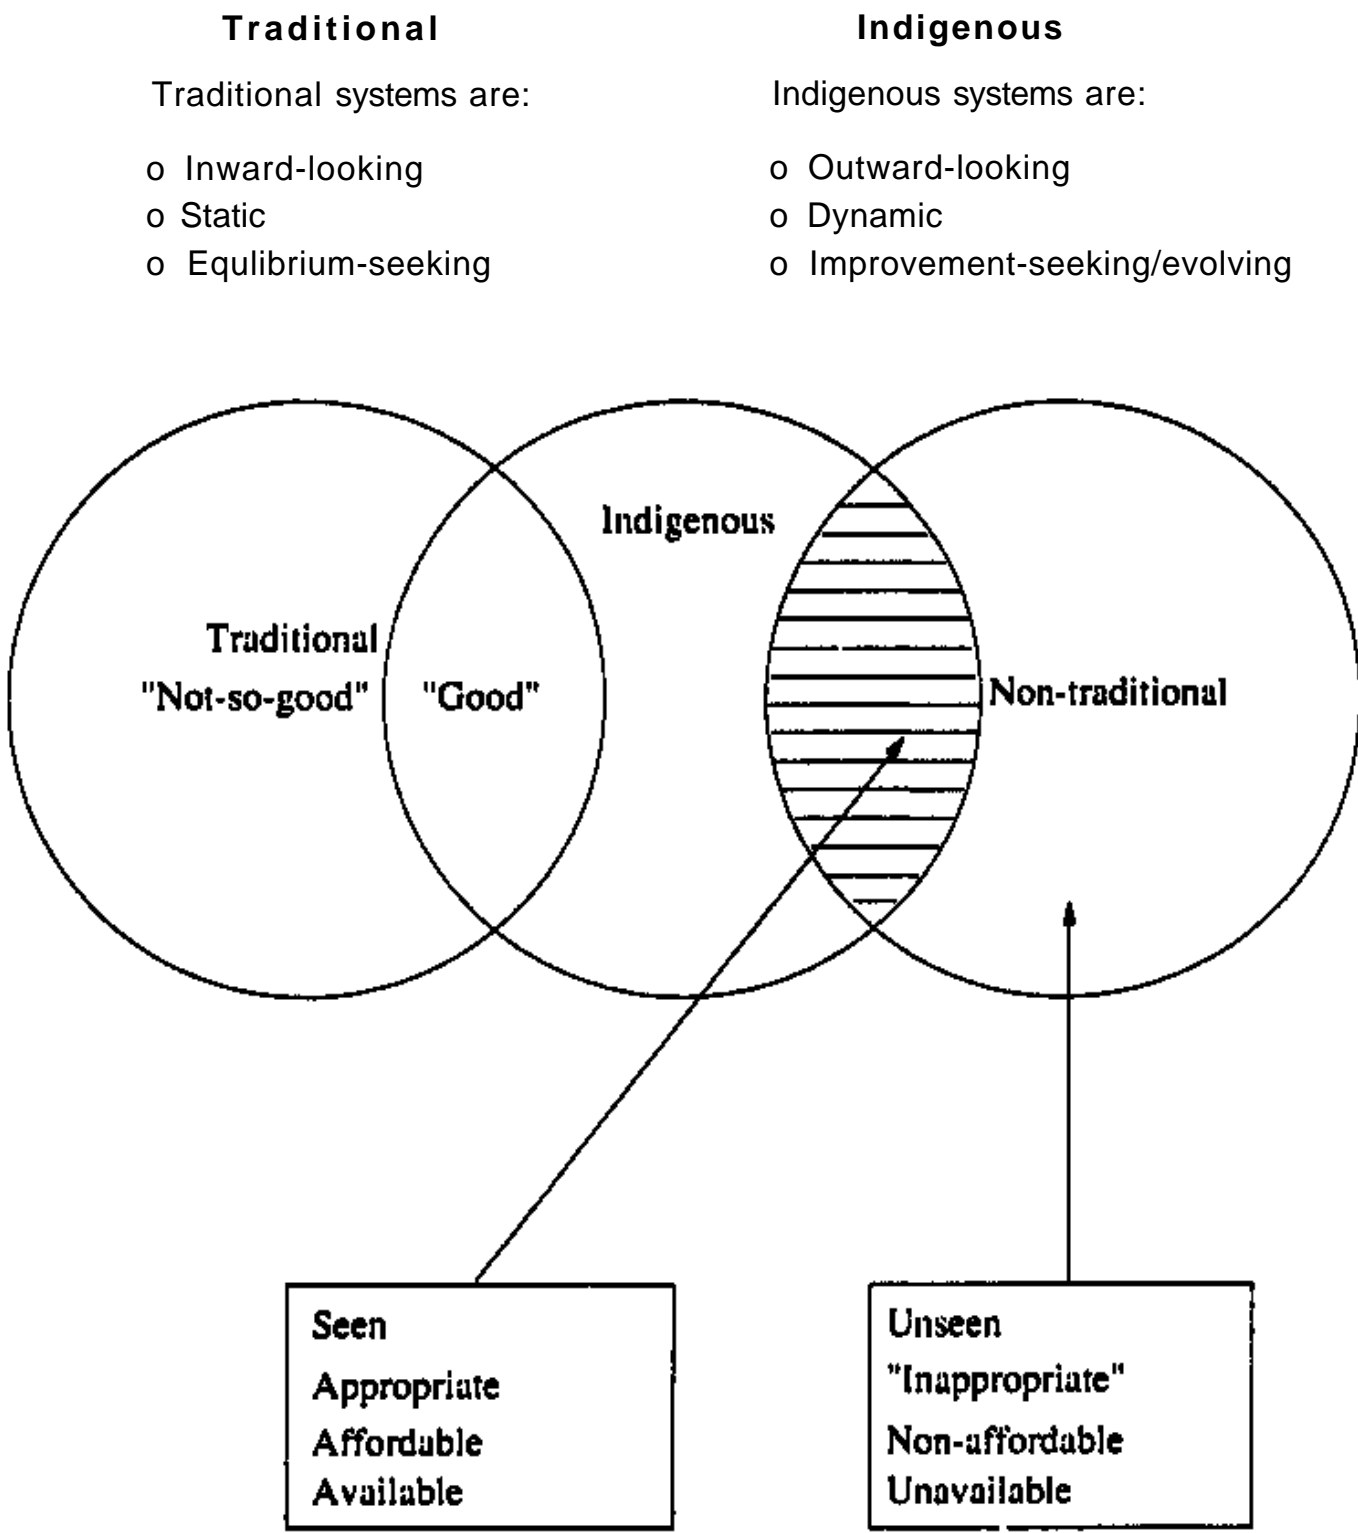 Traditional
Traditional systems are:
o Inward-looking
o Static
o Equlibrium-seeking
Indigenous
Indigenous systems are:
o Outward-looking
o Dynamic
o Improvement-seeking/evolving
Traditional
"Not-so-good"
"Good"
Indigenous
Non-traditional
Seen
Appropriate
Affordable
Available
Unseen
"Inappropriate"
Non-affordable
Unavailable